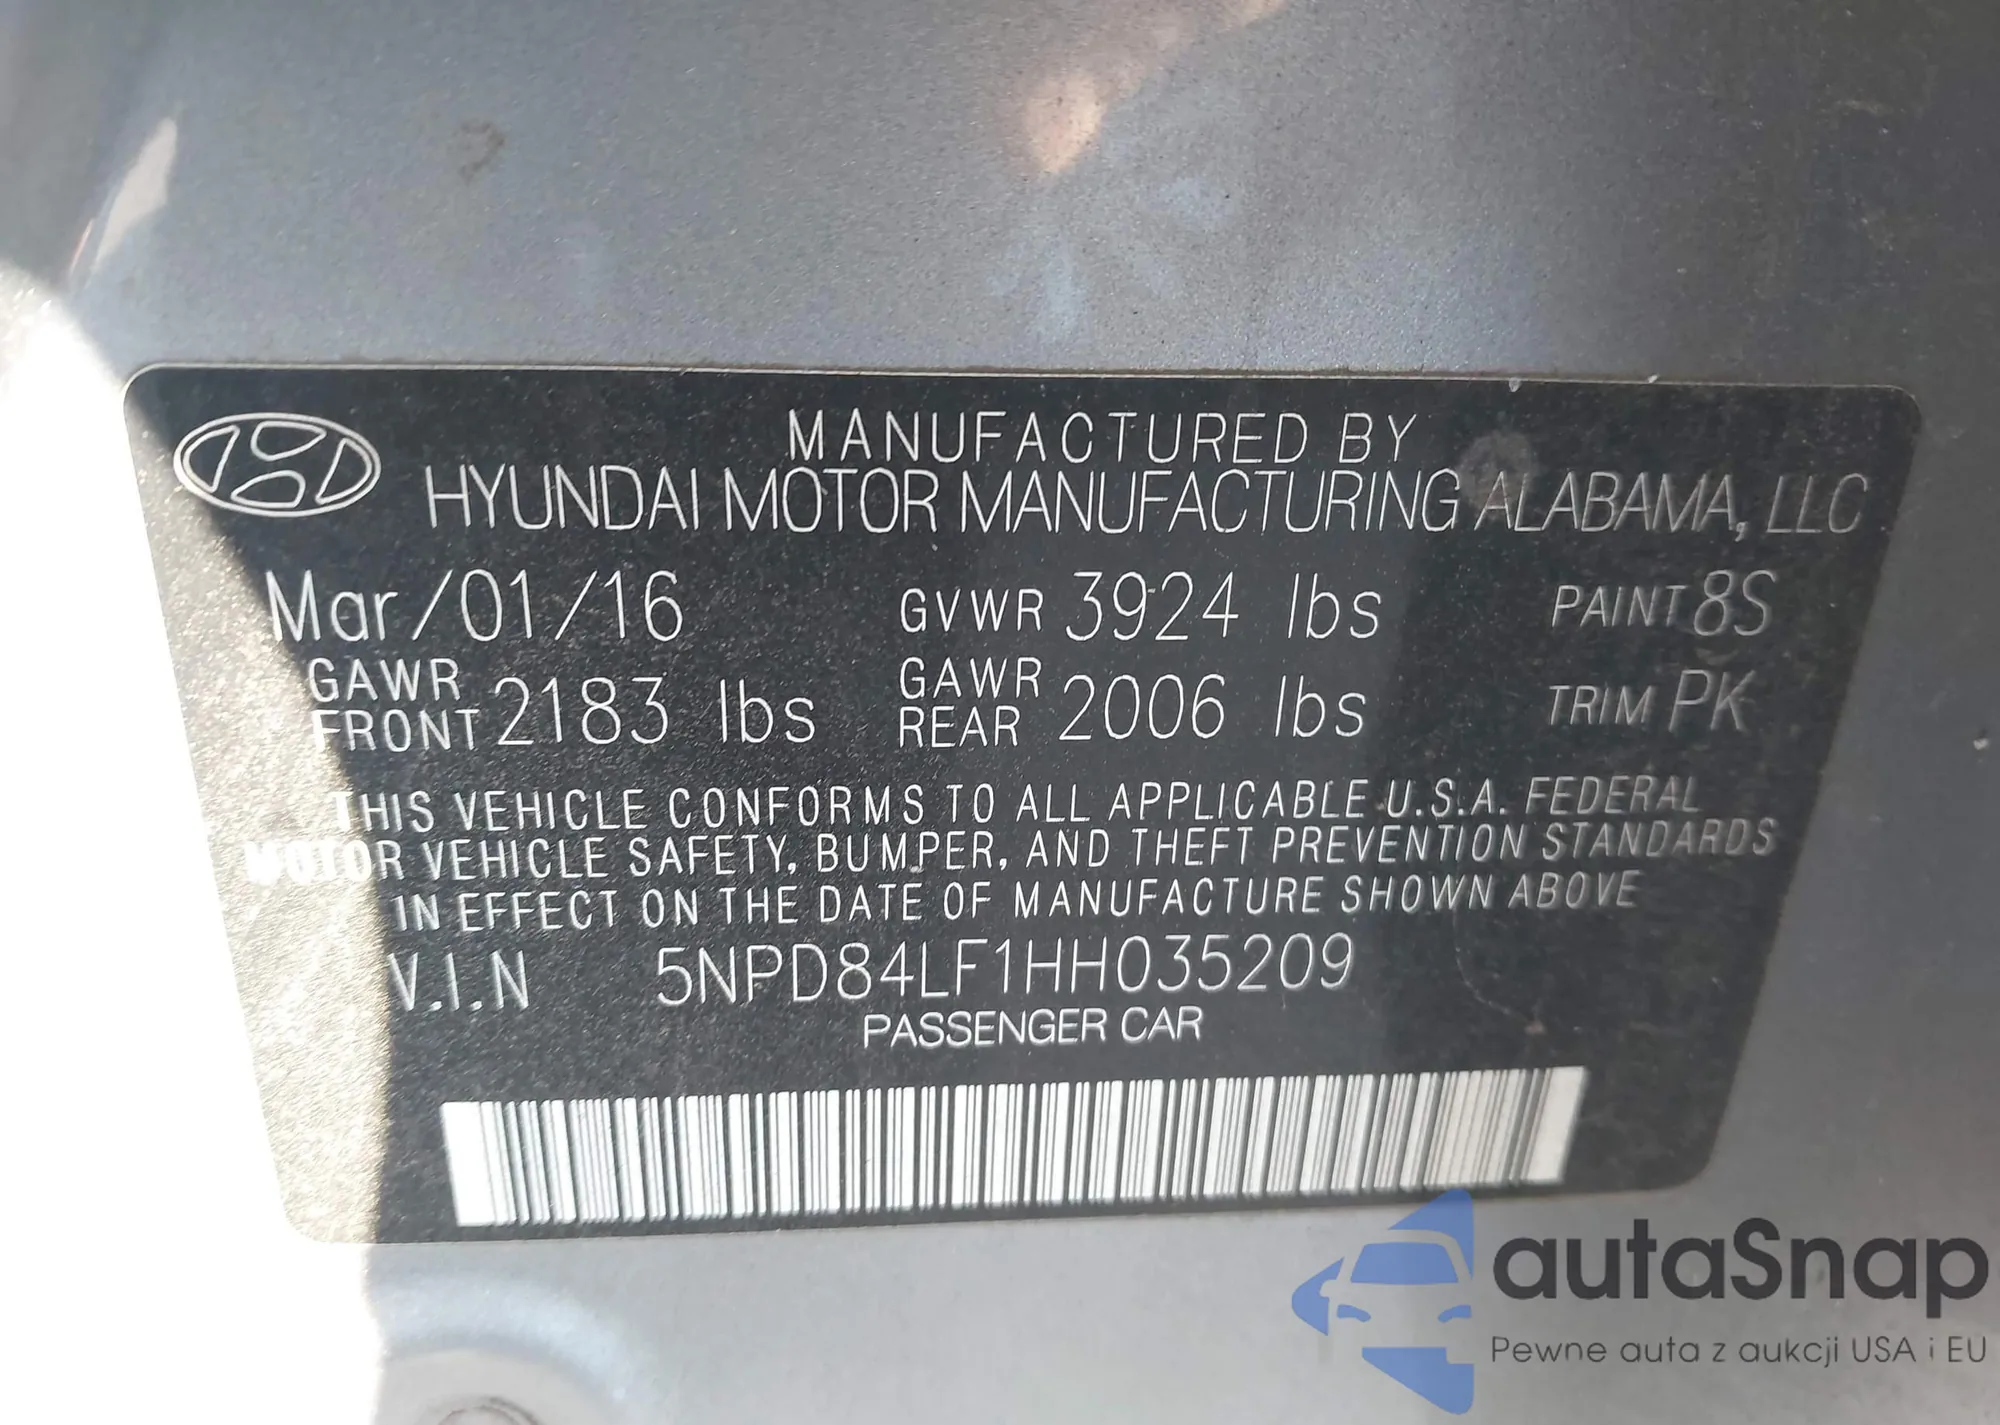 MANUFACTURED BY
HYUNDAI MOTOR MANUFACTURING ALABAMA, LLC
Mar/01/16 GVWR 3924 lbs PAINT 8S
GAWR FRONT 2183 lbs GAWR REAR 2006 lbs TRIM PK
THIS VEHICLE CONFORMS TO ALL APPLICABLE U.S.A. FEDERAL
MOTOR VEHICLE SAFETY, BUMPER, AND THEFT PREVENTION STANDARDS
IN EFFECT ON THE DATE OF MANUFACTURE SHOWN ABOVE
V.I.N 5NPD84LF1HH035209
PASSENGER CAR
autaSnap
Pewne auta z aukcji USA i EU